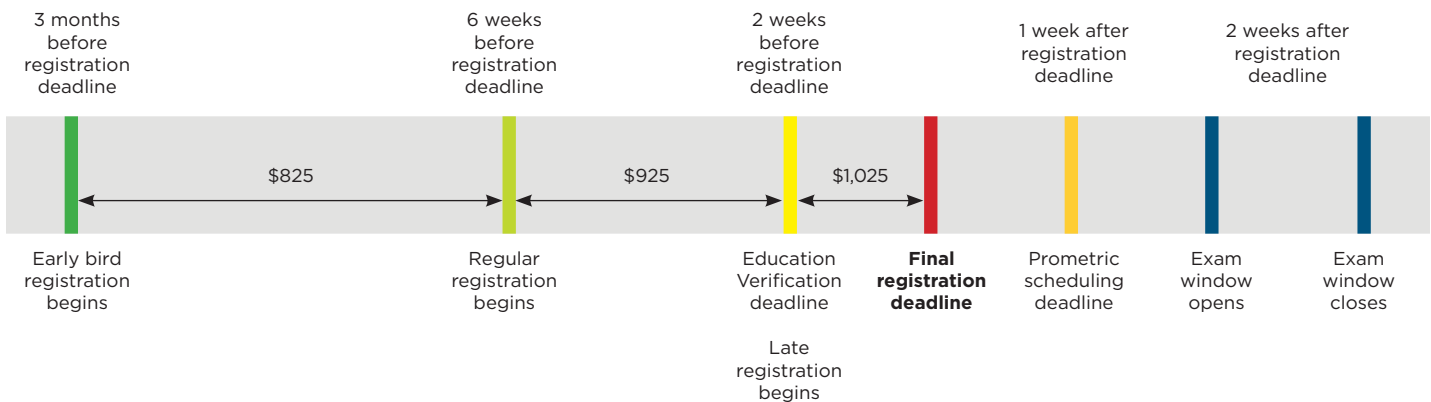 3 months
before
registration
deadline
6 weeks
before
registration
deadline
2 weeks
before
registration
deadline
1 week after
registration
deadline
2 weeks after
registration
deadline
$825
$925
$1,025
Early bird
registration
begins
Regular
registration
begins
Education
Verification
deadline
Late
registration
begins
Final
registration
deadline
Prometric
scheduling
deadline
Exam
window
opens
Exam
window
closes